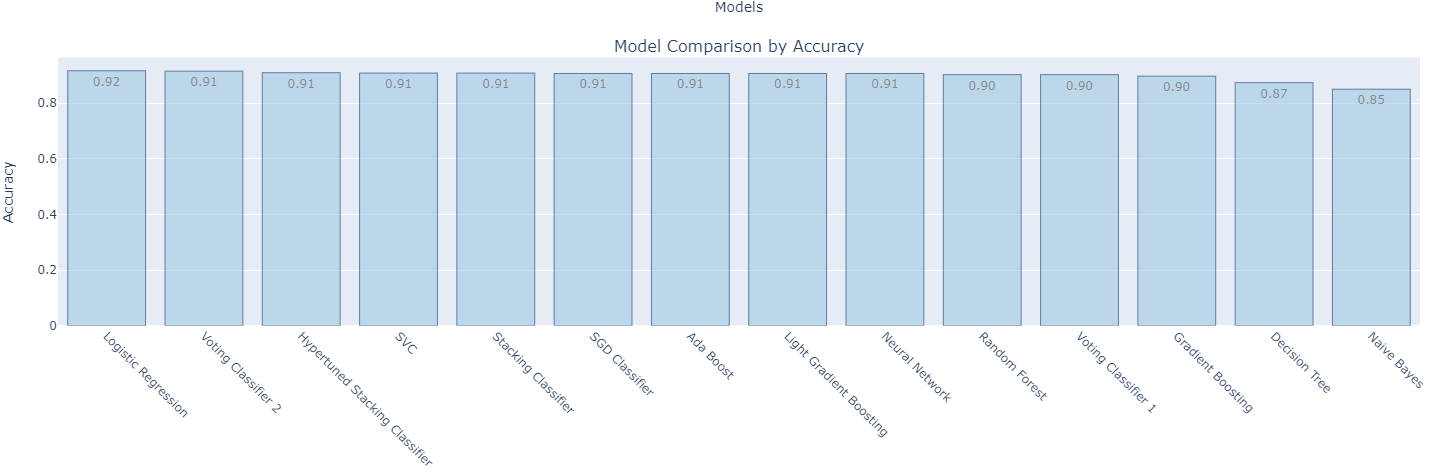 Models
Model Comparison by Accuracy
Accuracy
0.8
0.6
0.4
0.2
0
0.92
0.91
0.91
0.91
0.91
0.91
0.91
0.91
0.91
0.90
0.90
0.90
0.87
0.85
Logistic Regression
Voting Classifier 2
Hypertuned Stacking Classifier
SVC
Stacking Classifier
SGD Classifier
Ada Boost
Light Gradient Boosting
Neural Network
Random Forest
Voting Classifier 1
Gradient Boosting
Decision Tree
Naive Bayes